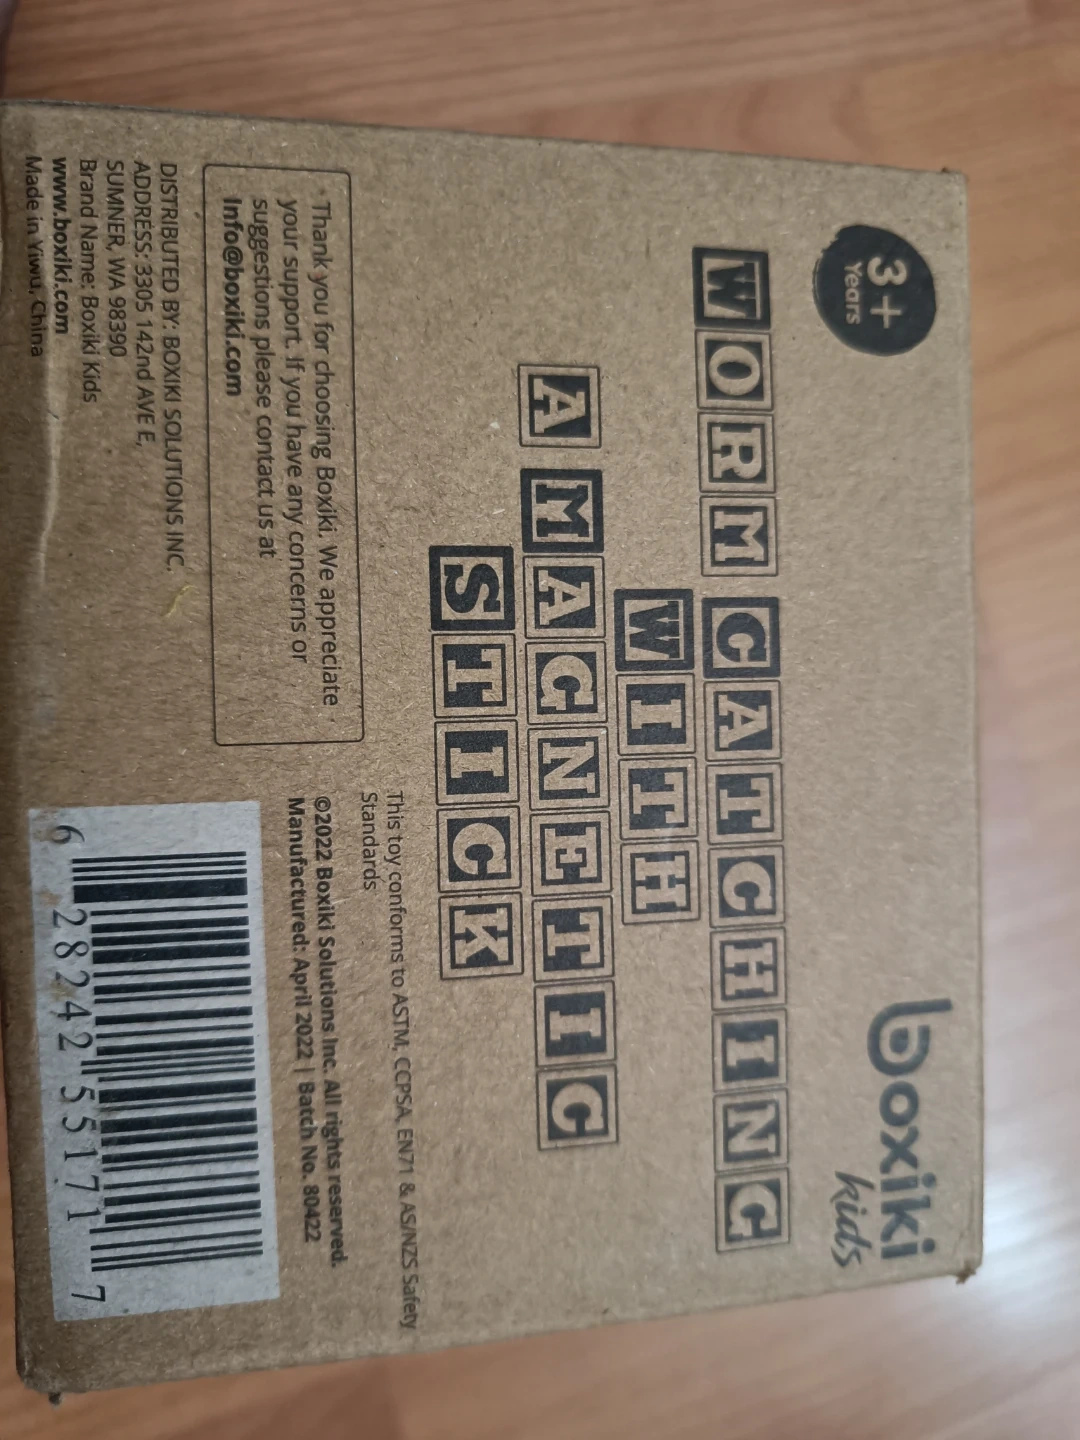 3+
Years
boxiki
kids
WORM CATCHING
WITH
A MAGNETIC
STICK
This toy conforms to ASTM, CCPSA, EN71 & AS/NZS Safety
Standards
• Thank you for choosing Boxiki. We appreciate
your support. If you have any concerns or
suggestions please contact us at
Info@boxiki.com
©2022 Boxiki Solutions Inc. All rights reserved.
Manufactured: April 2022 | Batch No. 80422
DISTRIBUTED BY: BOXIKI SOLUTIONS INC.
ADDRESS: 3305 142nd AVE E,
SUMNER, WA 98390
Brand Name: Boxiki Kids
www.boxiki.com
Made in Yiwu, China
6 28242 55171 7